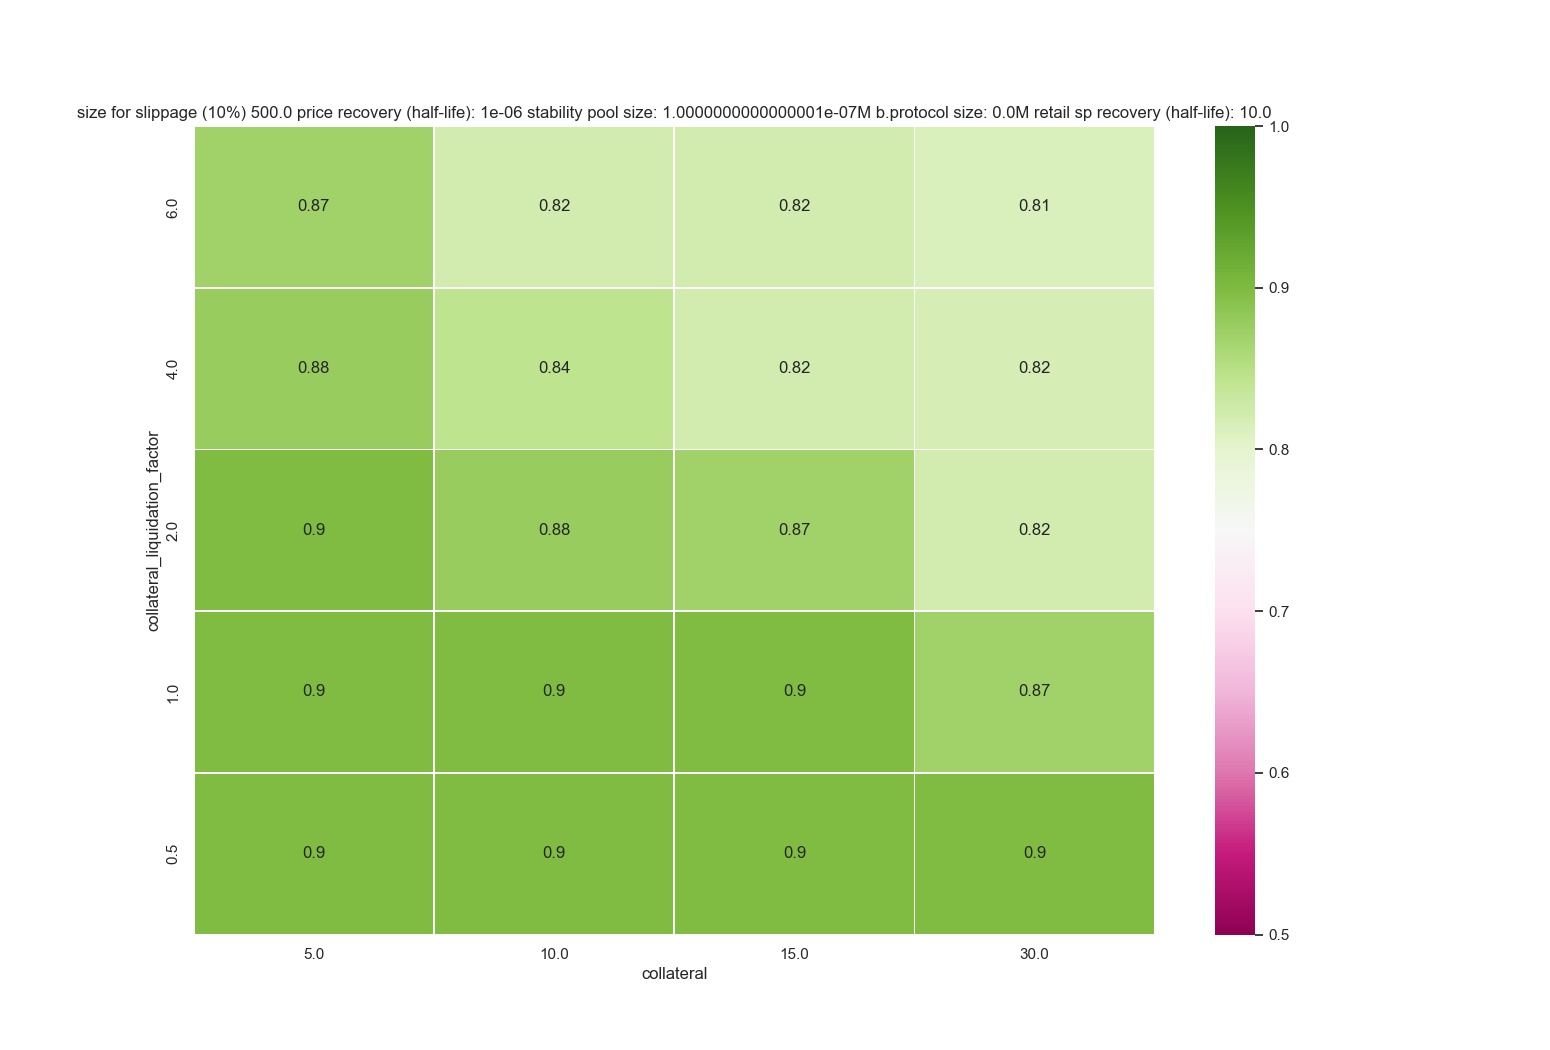 size for slippage (10%) 500.0 price recovery (half-life): 1e-06 stability pool size: 1.0000000000000001e-07M b.protocol size: 0.0M retail sp recovery (half-life): 10.0
collateral_liquidation_factor
6.0
0.87 0.82 0.82 0.81
4.0
0.88 0.84 0.82 0.82
2.0
0.9 0.88 0.87 0.82
1.0
0.9 0.9 0.9 0.87
0.5
0.9 0.9 0.9 0.9
5.0 10.0 15.0 30.0
collateral
1.0
0.9
0.8
0.7
0.6
0.5